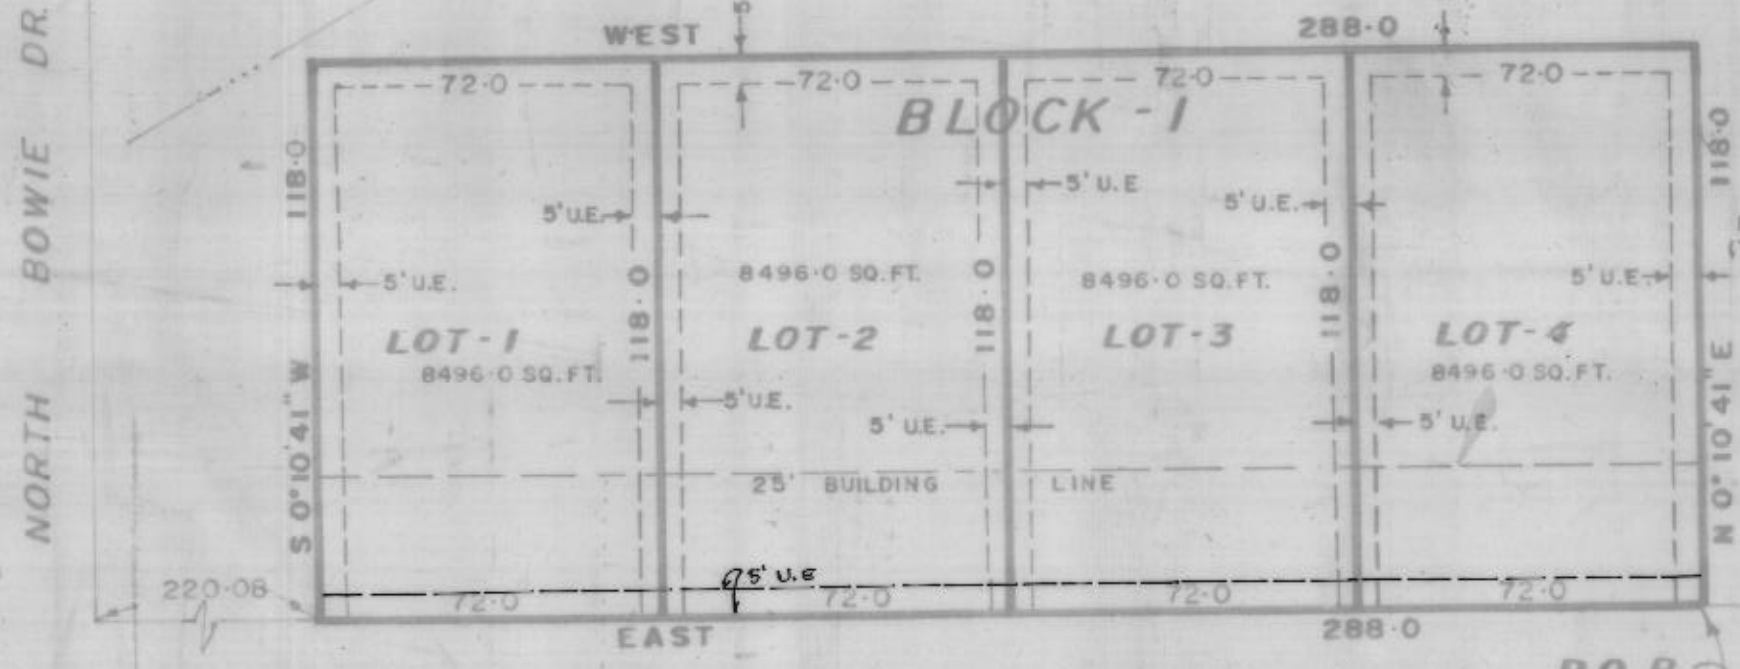 WEST
288.0
5
72.0
72.0
72.0
72.0
BLOCK - 1
NORTH BOWIE DR.
118.0
118.0
5' U.E
5' U.E.
5' U.E.
5' U.E.
5' U.E.
8496.0 SQ.FT.
8496.0 SQ.FT.
118.0
118.0
118.0
LOT-1
LOT-2
LOT-3
LOT-4
8496.0 SQ.FT.
8496.0 SQ.FT.
5' U.E.
5' U.E.
5' U.E.
S 0°10'41" W
N 0°10'41" E
25' BUILDING LINE
5' U.E
220.08
72.0
72.0
72.0
72.0
EAST
288.0